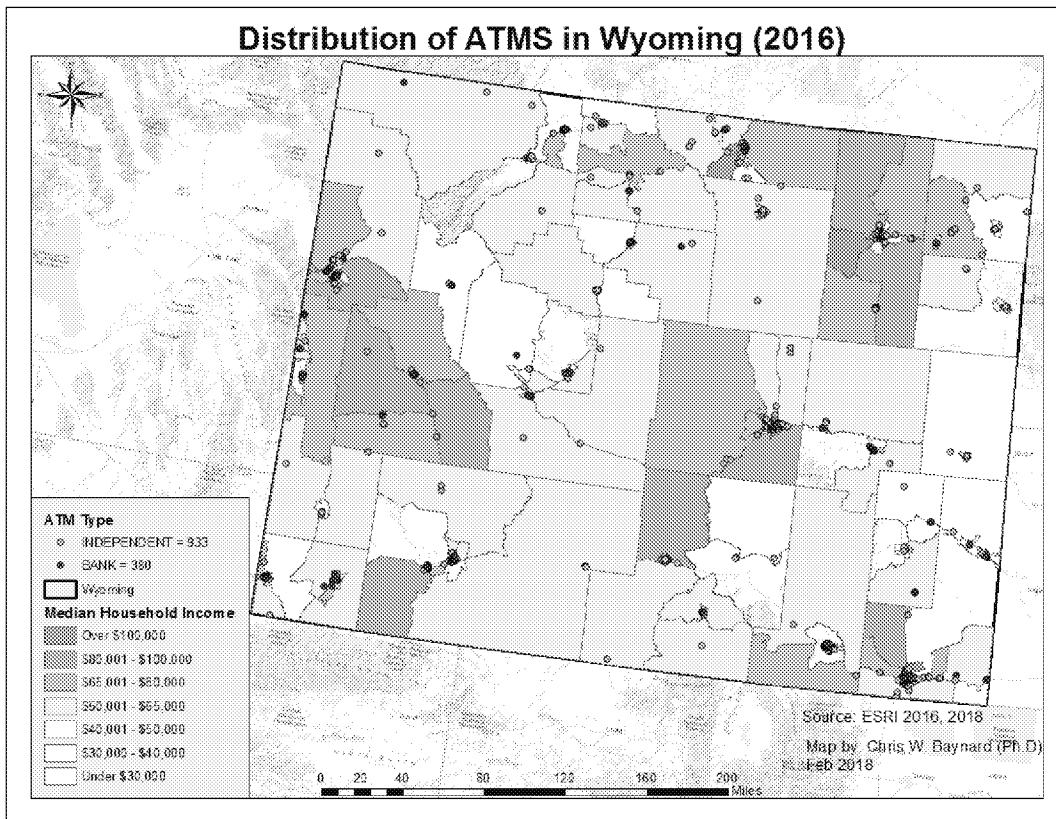 Distribution of ATMS in Wyoming (2016)
ATM Type
INDEPENDENT = 933
BANK = 380
Wyoming
Median Household Income
Over $100,000
$80,001 - $100,000
$65,001 - $80,000
$50,001 - $65,000
$40,001 - $50,000
$30,000 - $40,000
Under $30,000
Source: ESRI 2016, 2018
Map by: Chris W. Baynard (Ph.D)
Feb 2018
0 20 40 80 120 160 200
Miles